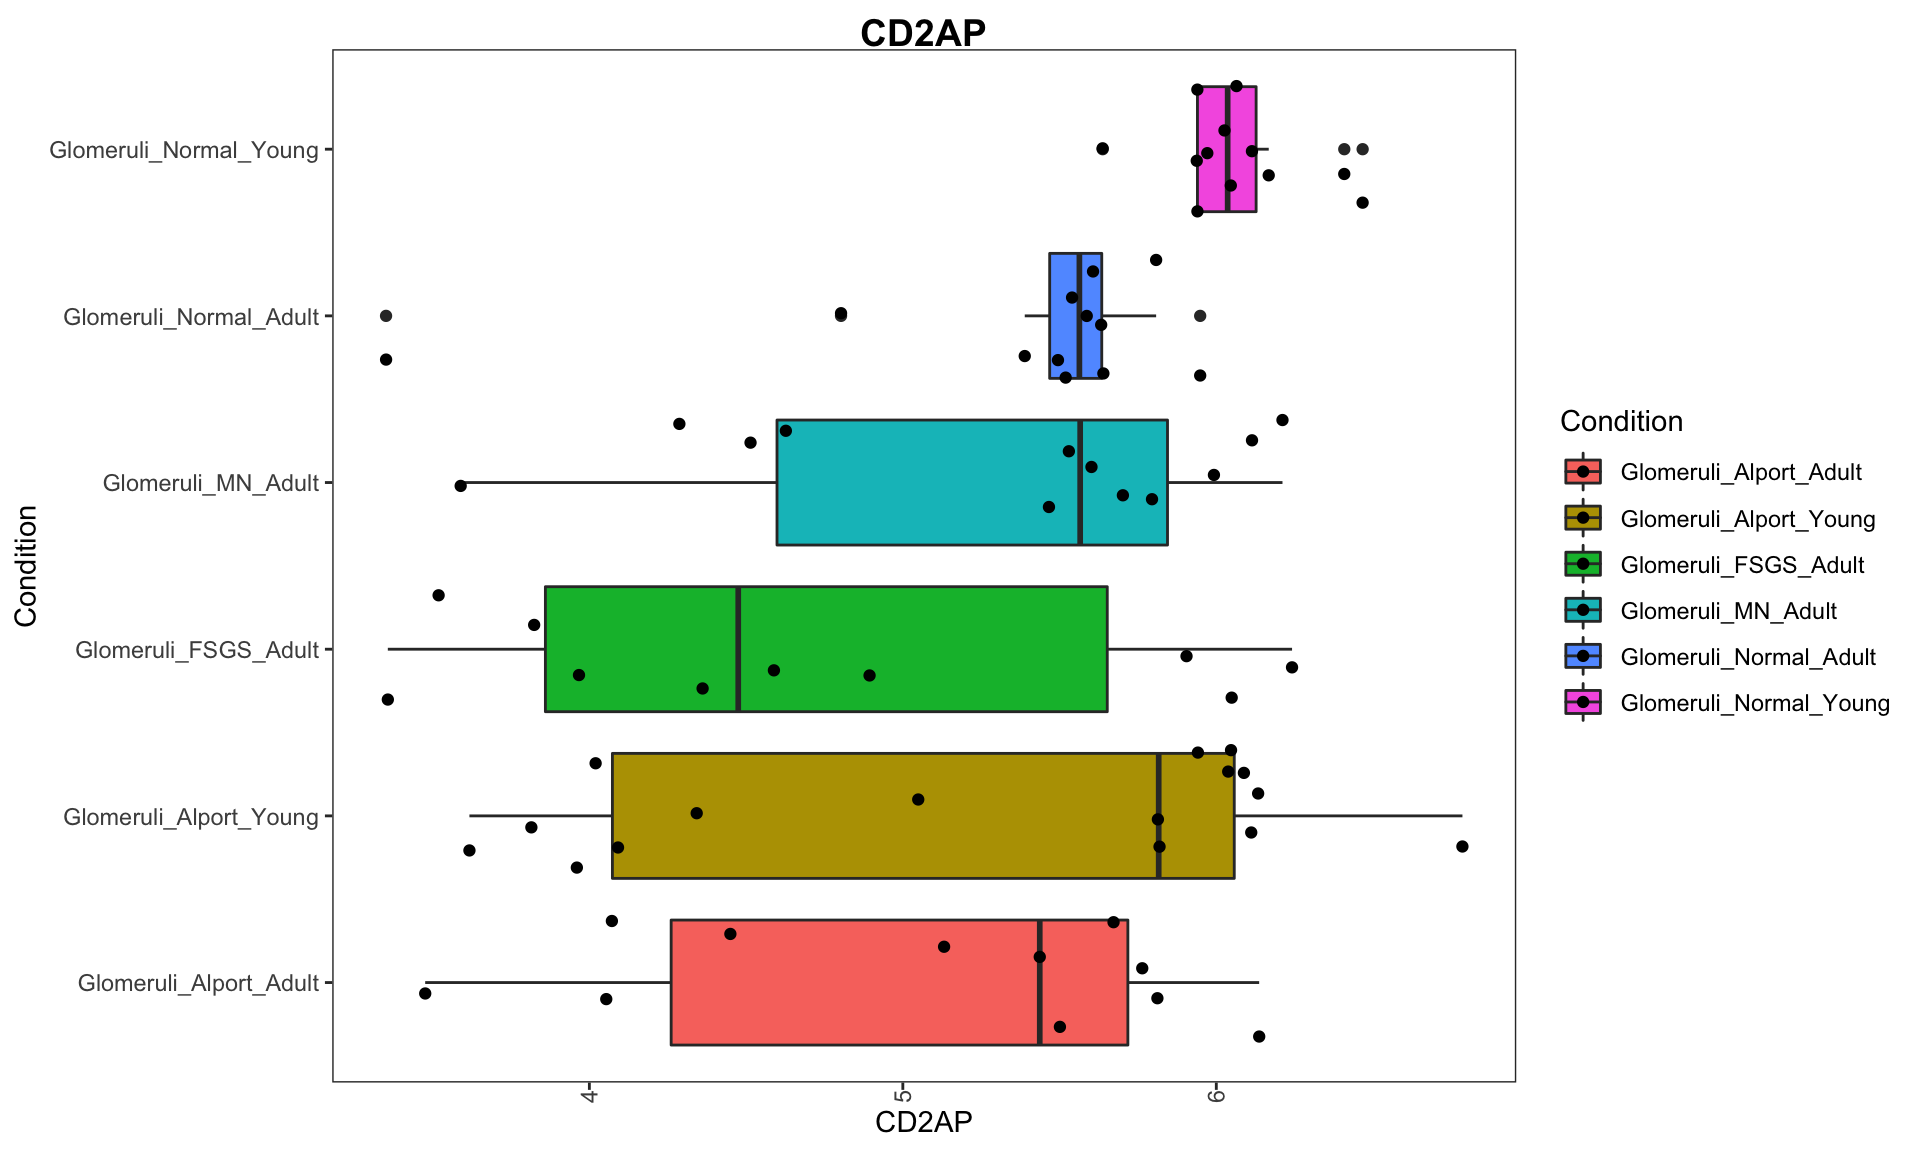 CD2AP
Glomeruli_Normal_Young
Glomeruli_Normal_Adult
Glomeruli_MN_Adult
Glomeruli_FSGS_Adult
Glomeruli_Alport_Young
Glomeruli_Alport_Adult
Condition
4
5
6
CD2AP
Condition
Glomeruli_Alport_Adult
Glomeruli_Alport_Young
Glomeruli_FSGS_Adult
Glomeruli_MN_Adult
Glomeruli_Normal_Adult
Glomeruli_Normal_Young